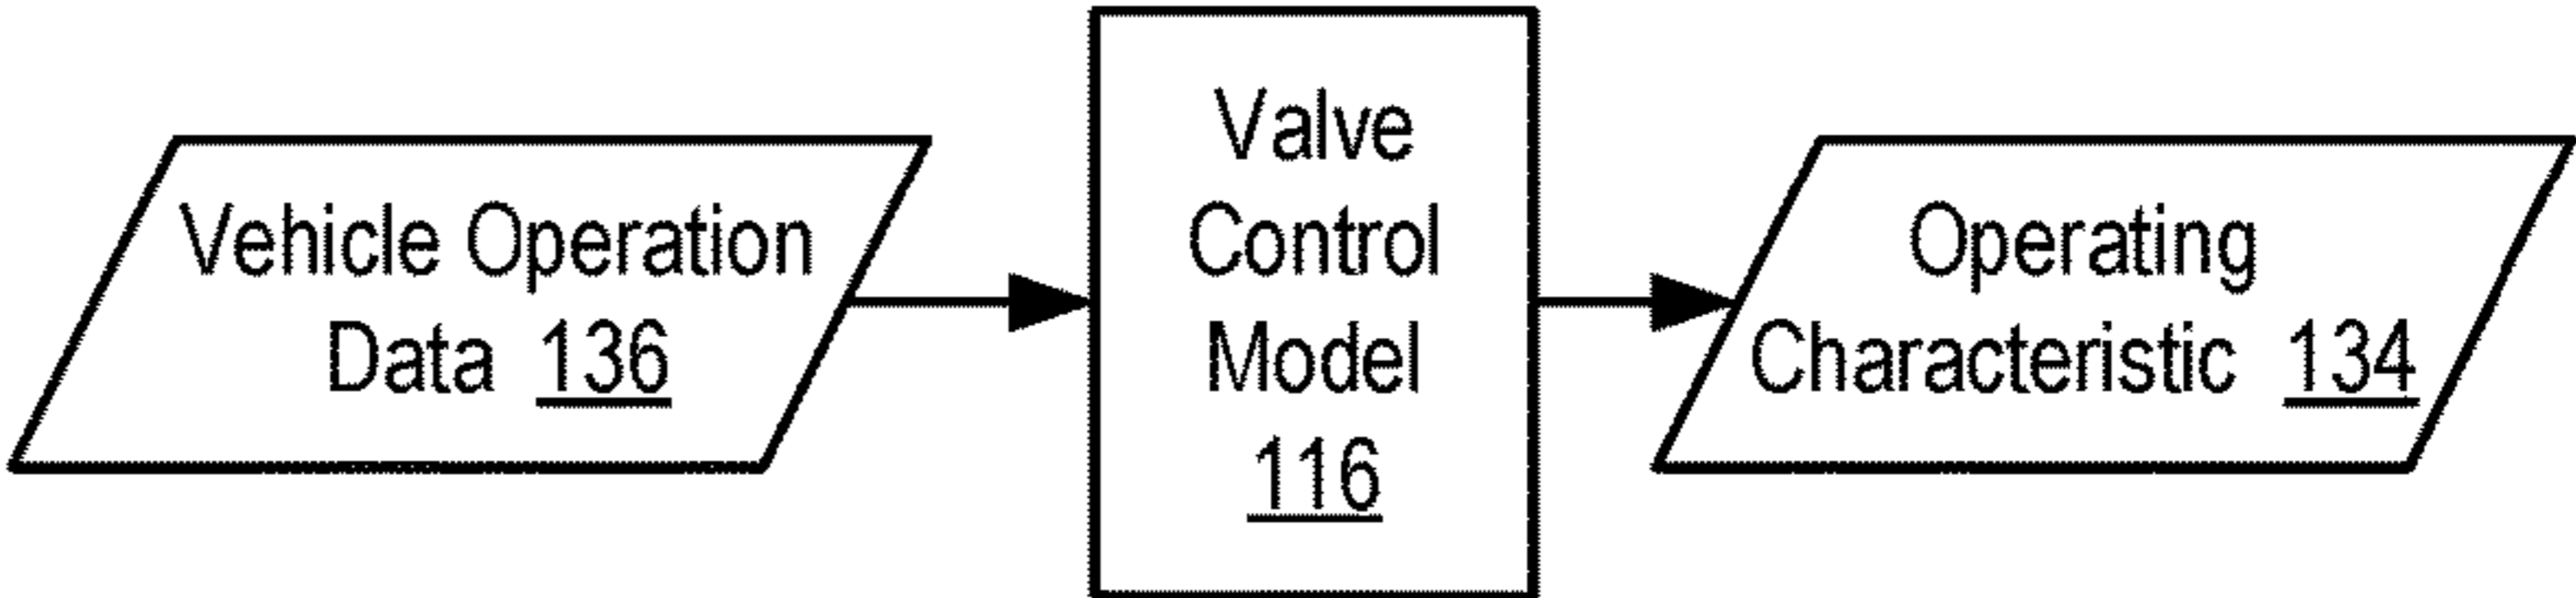 Vehicle Operation
Data 136
Valve
Control
Model
116
Operating
Characteristic 134